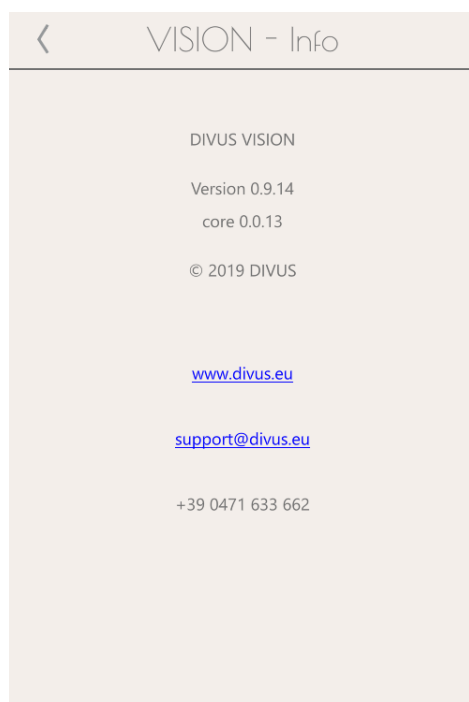 VISION - Info
DIVUS VISION
Version 0.9.14
core 0.0.13
© 2019 DIVUS
www.divus.eu
support@divus.eu
+39 0471 633 662